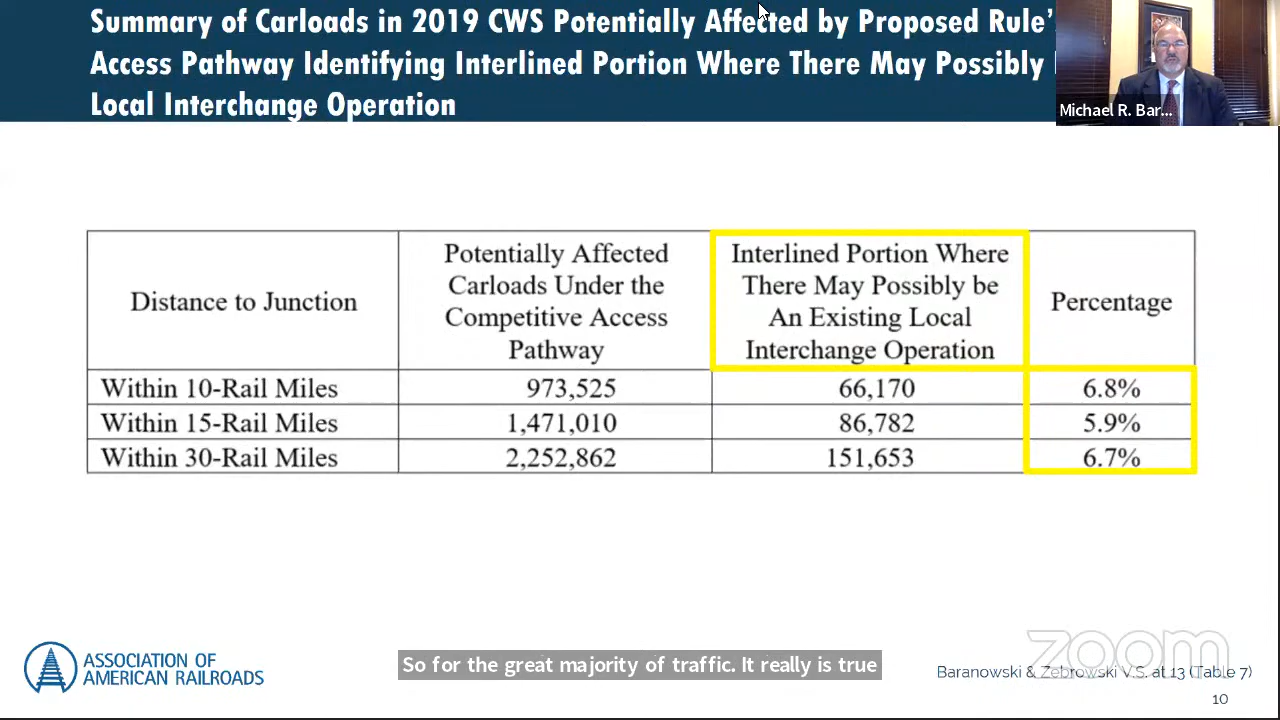 Summary of Carloads in 2019 CWS Potentially Affected by Proposed Rule'
Access Pathway Identifying Interlined Portion Where There May Possibly
Local Interchange Operation
Michael R. Bar...
Distance to Junction
Potentially Affected
Carloads Under the
Competitive Access
Pathway
Interlined Portion Where
There May Possibly be
An Existing Local
Interchange Operation
Percentage
Within 10-Rail Miles 973,525 66,170 6.8%
Within 15-Rail Miles 1,471,010 86,782 5.9%
Within 30-Rail Miles 2,252,862 151,653 6.7%
ASSOCIATION OF
AMERICAN RAILROADS
So for the great majority of traffic. It really is true
zoom
Baranowski & Zebrowski V.S. at 13 (Table 7)
10